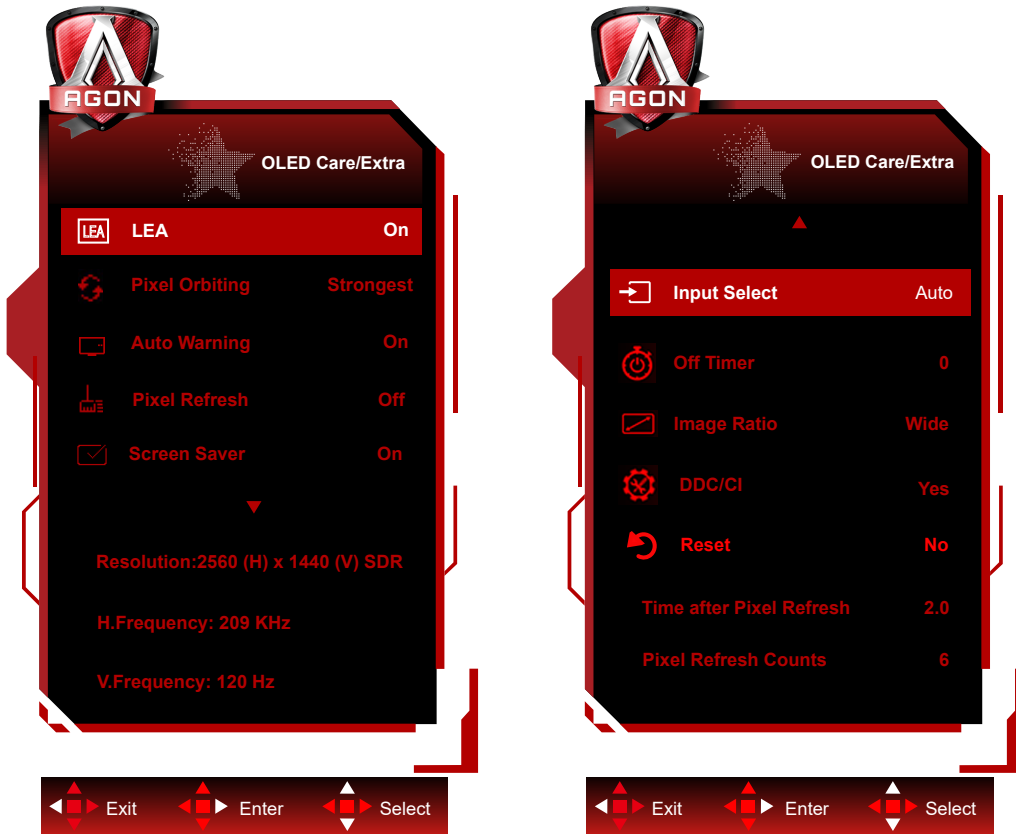 AGON
OLED Care/Extra
LEA LEA On
Pixel Orbiting Strongest
Auto Warning On
Pixel Refresh Off
Screen Saver On
Resolution:2560 (H) x 1440 (V) SDR
H.Frequency: 209 KHz
V.Frequency: 120 Hz
Exit Enter Select
AGON
OLED Care/Extra
Input Select Auto
Off Timer 0
Image Ratio Wide
DDC/CI Yes
Reset No
Time after Pixel Refresh 2.0
Pixel Refresh Counts 6
Exit Enter Select